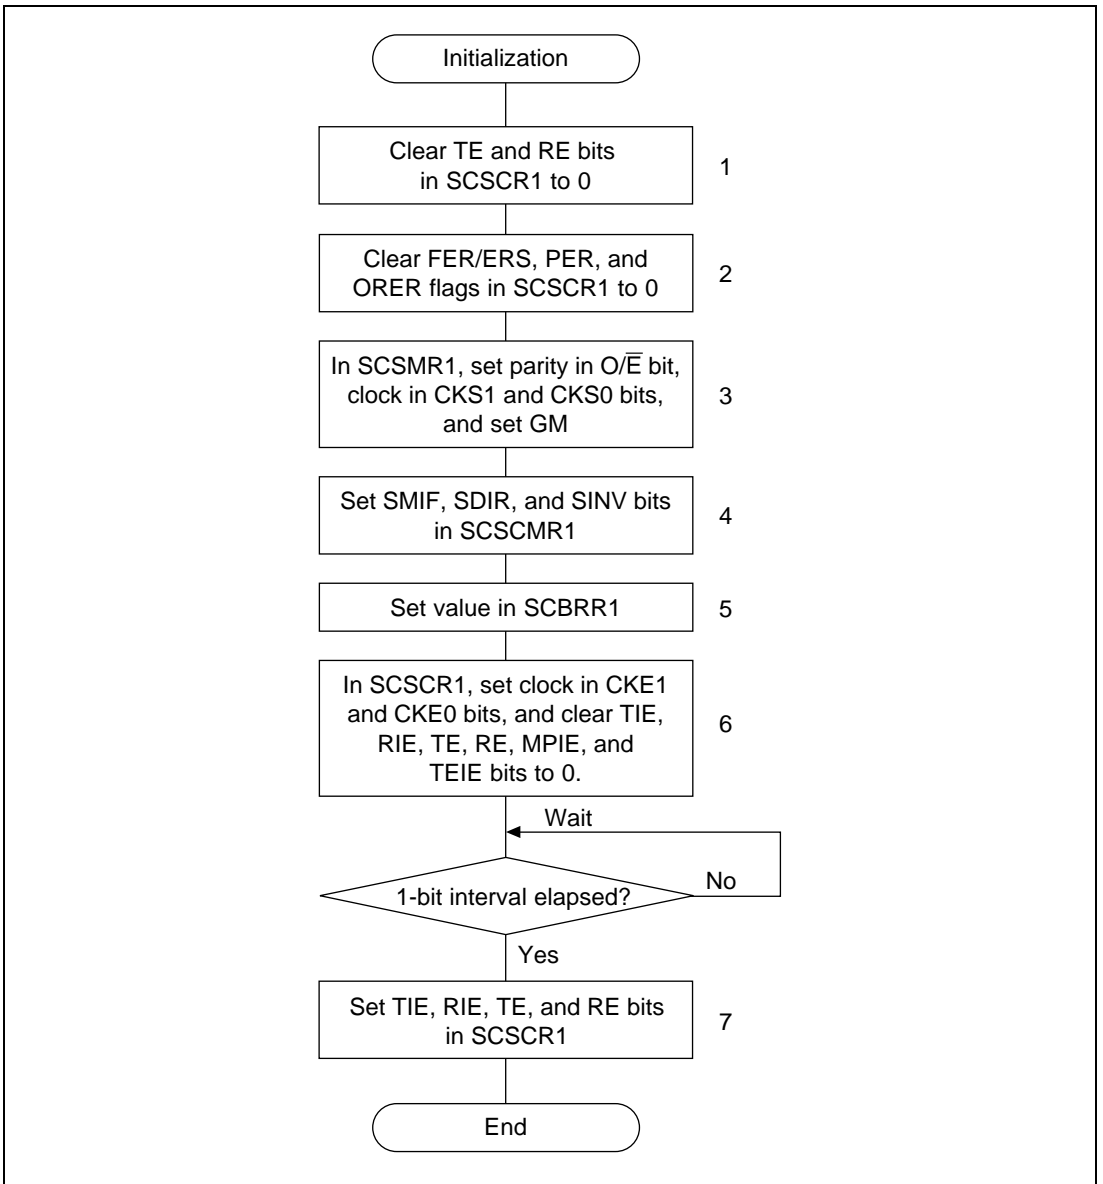 Initialization
Clear TE and RE bits
in SCSCR1 to 0
1
Clear FER/ERS, PER, and
ORER flags in SCSCR1 to 0
2
In SCSMR1, set parity in O/E̅ bit,
clock in CKS1 and CKS0 bits,
and set GM
3
Set SMIF, SDIR, and SINV bits
in SCSCMR1
4
Set value in SCBRR1
5
In SCSCR1, set clock in CKE1
and CKE0 bits, and clear TIE,
RIE, TE, RE, MPIE, and
TEIE bits to 0.
6
Wait
1-bit interval elapsed?
No
Yes
Set TIE, RIE, TE, and RE bits
in SCSCR1
7
End